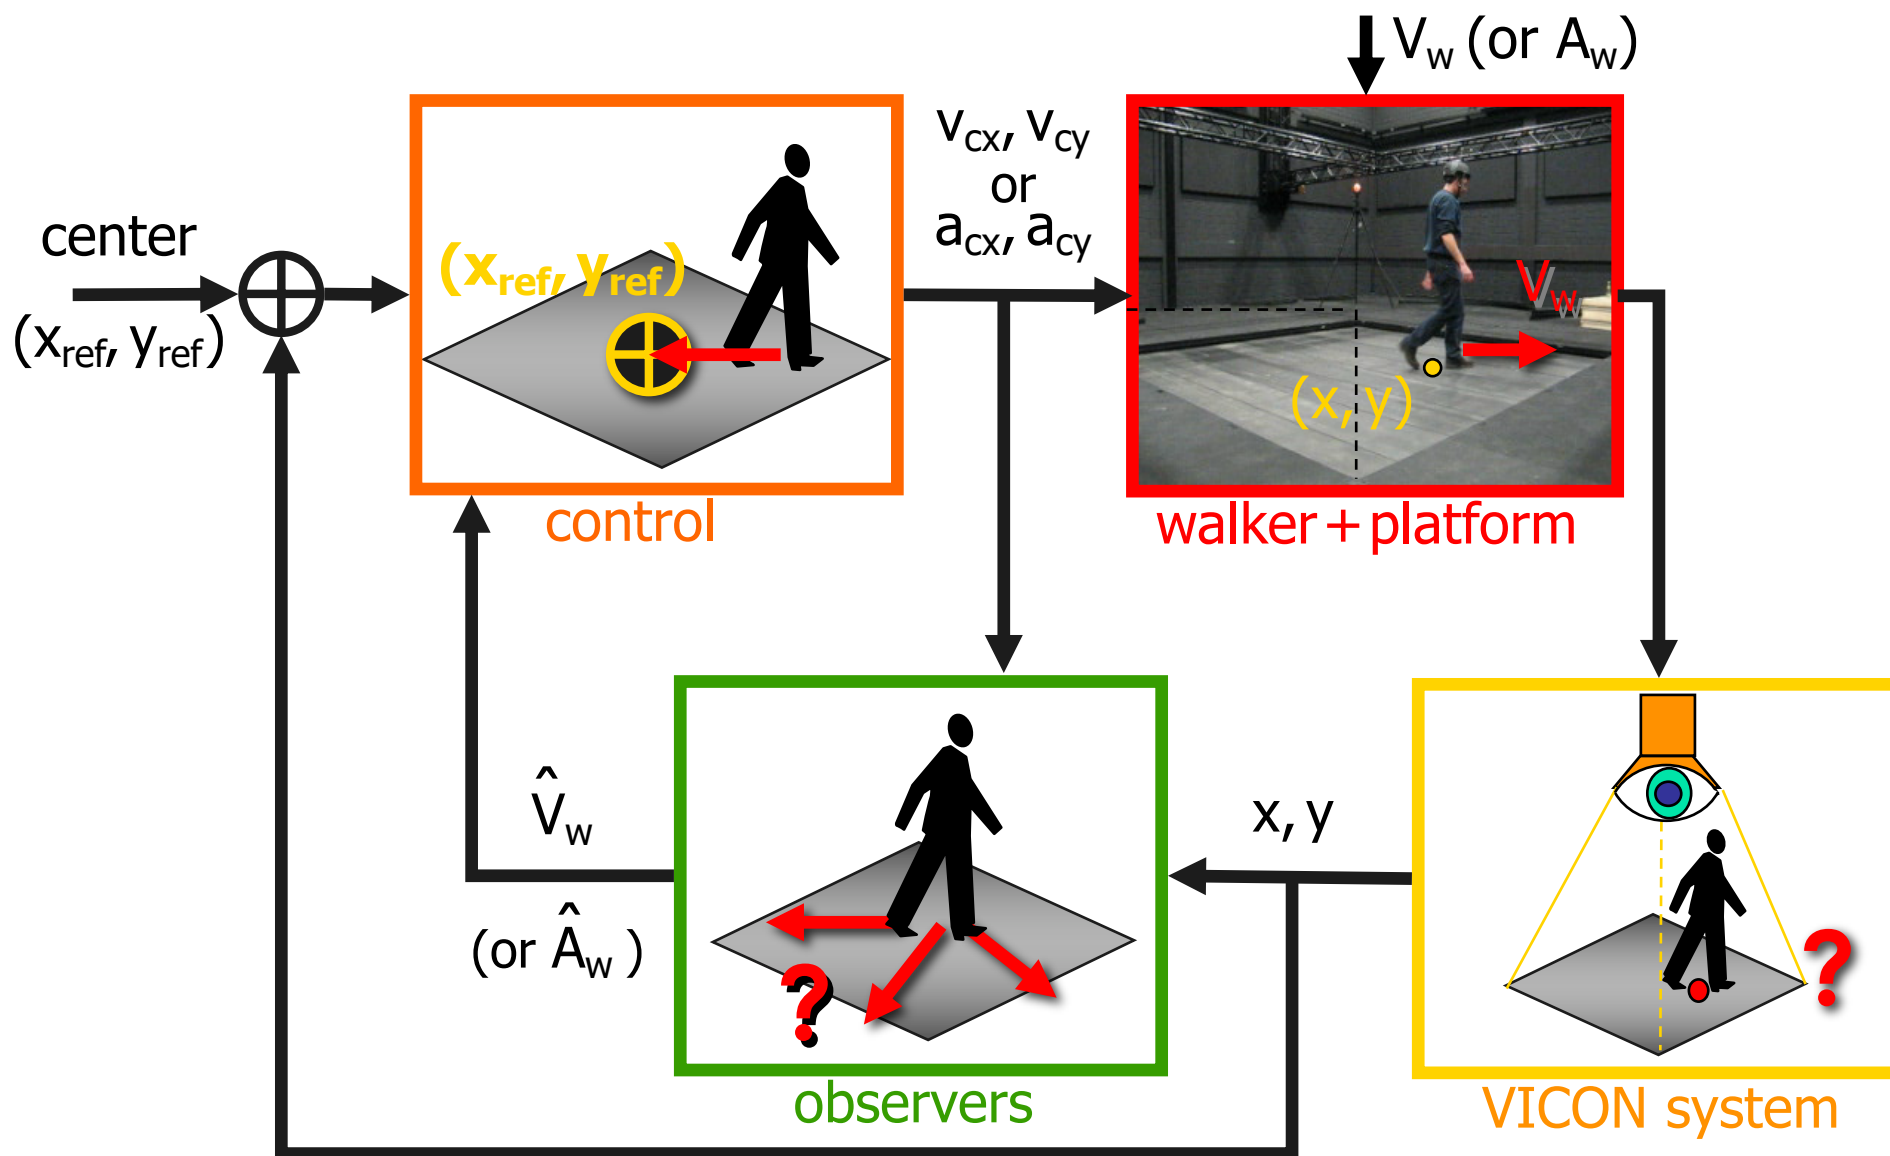 V_w (or A_w)
center
(x_ref, y_ref)
(x_ref, y_ref)
control
v_cx, v_cy
or
a_cx, a_cy
V_w
(x, y)
walker + platform
V̂_w
(or Â_w)
?
observers
x, y
?
VICON system